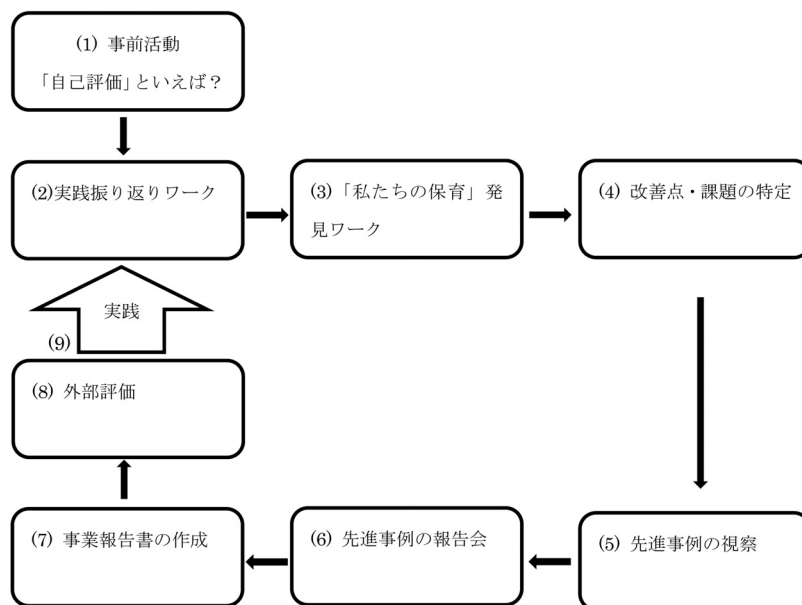 (1) 事前活動
「自己評価」といえば？
(2)実践振り返りワーク
(3)「私たちの保育」発
見ワーク
(4) 改善点・課題の特定
実践
(9)
(8) 外部評価
(7) 事業報告書の作成
(6) 先進事例の報告会
(5) 先進事例の視察